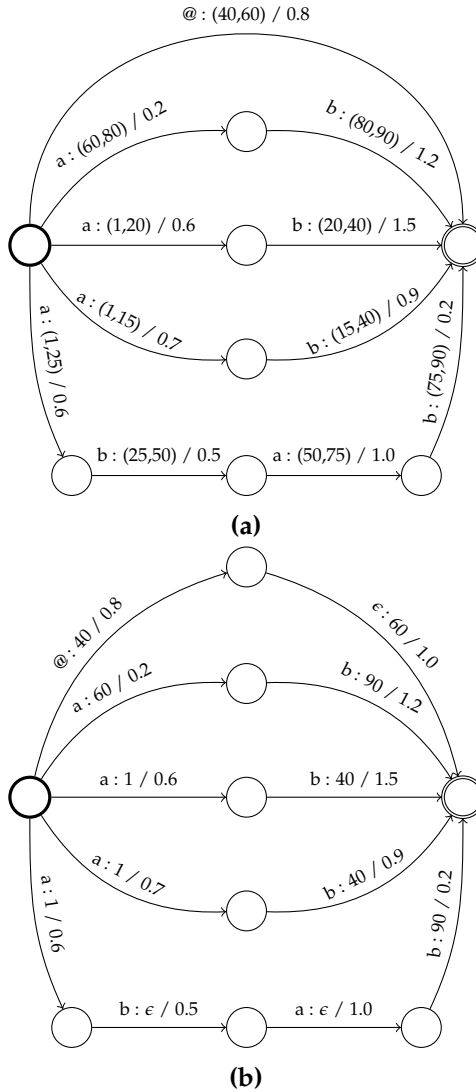 @ : (40,60) / 0.8
a : (60,80) / 0.2
b : (80,90) / 1.2
a : (1,20) / 0.6
b : (20,40) / 1.5
a : (1,15) / 0.7
b : (15,40) / 0.9
a : (1,25) / 0.6
b : (75,90) / 0.2
b : (25,50) / 0.5
a : (50,75) / 1.0
(a)
@ : 40 / 0.8
ϵ : 60 / 1.0
a : 60 / 0.2
b : 90 / 1.2
a : 1 / 0.6
b : 40 / 1.5
a : 1 / 0.7
b : 40 / 0.9
a : 1 / 0.6
b : 90 / 0.2
b : ϵ / 0.5
a : ϵ / 1.0
(b)